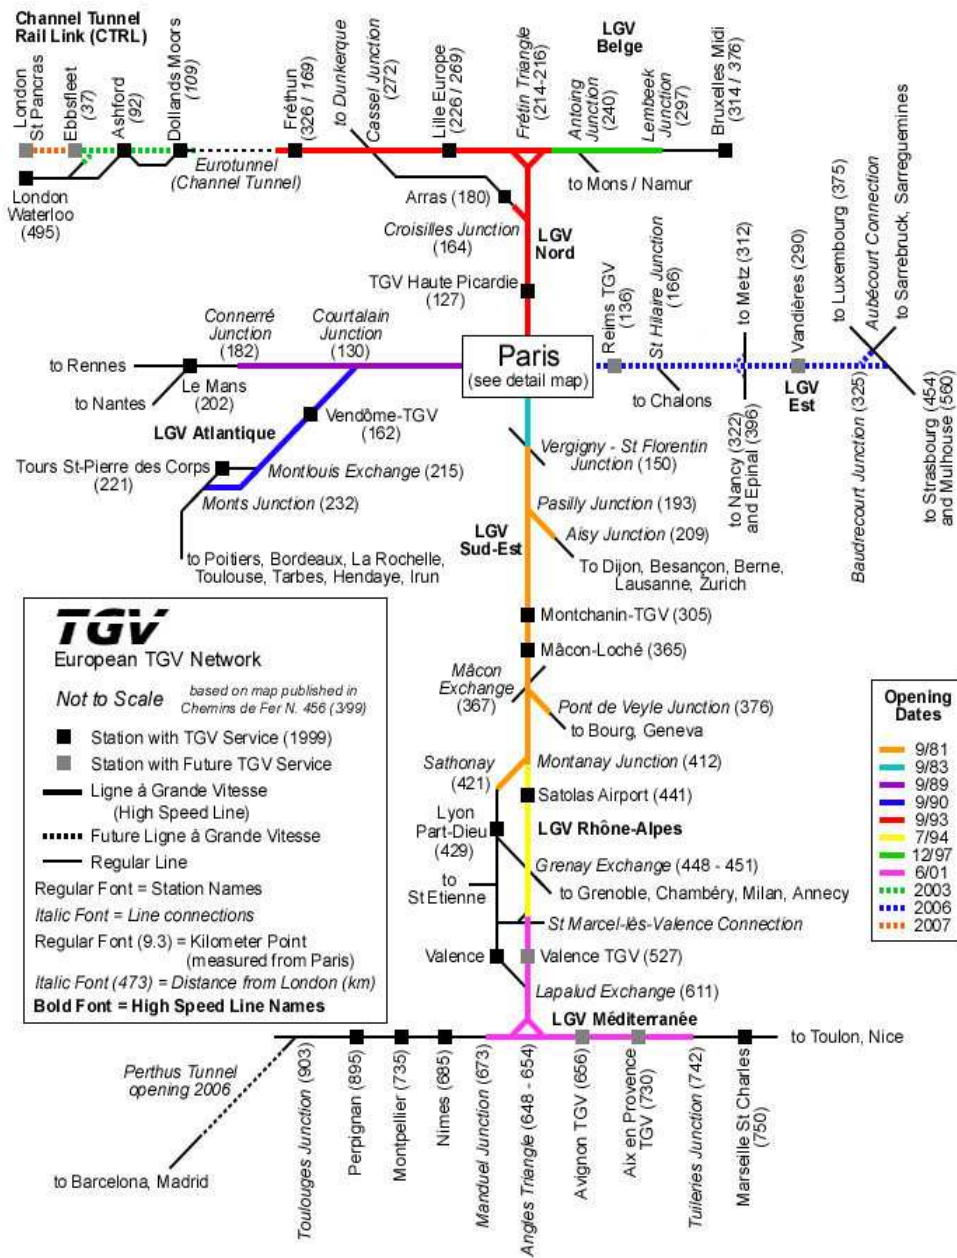 Channel Tunnel
Rail Link (CTRL)
London
St Pancras
Ebbsfleet
(37)
Ashford
(92)
Dollands Moors
(109)
Fréthun
(326 / 169)
to Dunkerque
Cassel Junction
(272)
Lille Europe
(226 / 269)
Frétin Triangle
(214-216)
LGV
Belge
Antoing
Junction
(240)
Lembeek
Junction
(297)
Bruxelles Midi
(314 / 376)
Eurotunnel
(Channel Tunnel)
to Mons / Namur
London
Waterloo
(495)
Arras (180)
Croisilles Junction
(164)
LGV
Nord
TGV Haute Picardie
(127)
Connerré
Junction
(182)
Courtalain
Junction
(130)
Paris
(see detail map)
Reims TGV
(136)
St Hilaire Junction
(166)
to Metz (312)
Vandières (290)
to Luxembourg (375)
Aubécourt Connection
to Sarrebruck, Sarreguemines
to Rennes
to Nantes
Le Mans
(202)
to Chalons
LGV
Est
LGV Atlantique
Vendôme-TGV
(162)
Tours St-Pierre des Corps
(221)
Montlouis Exchange (215)
Monts Junction (232)
to Poitiers, Bordeaux, La Rochelle,
Toulouse, Tarbes, Hendaye, Irun
to Nancy (322)
and Epinal (396)
Baudrecourt Junction (325)
to Strasbourg (454)
and Mulhouse (560)
Vergigny - St Florentin
Junction (150)
Pasilly Junction (193)
LGV
Sud-Est
Aisy Junction (209)
To Dijon, Besançon, Berne,
Lausanne, Zurich
Montchanin-TGV (305)
Mâcon-Loché (365)
Mâcon
Exchange
(367)
Pont de Veyle Junction (376)
to Bourg, Geneva
Sathonay
(421)
Montanay Junction (412)
Satolas Airport (441)
Lyon
Part-Dieu
(429)
LGV Rhône-Alpes
Grenay Exchange (448 - 451)
to
St Etienne
to Grenoble, Chambéry, Milan, Annecy
St Marcel-lès-Valence Connection
Valence
Valence TGV (527)
Lapalud Exchange (611)
LGV Méditerranée
TGV
European TGV Network
Not to Scale
based on map published in
Chemins de Fer N. 456 (3/99)
Station with TGV Service (1999)
Station with Future TGV Service
Ligne à Grande Vitesse
(High Speed Line)
Future Ligne à Grande Vitesse
Regular Line
Regular Font = Station Names
Italic Font = Line connections
Regular Font (9.3) = Kilometer Point
(measured from Paris)
Italic Font (473) = Distance from London (km)
Bold Font = High Speed Line Names
Opening
Dates
9/81
9/83
9/89
9/90
9/93
7/94
12/97
6/01
2003
2006
2007
to Toulon, Nice
Perthus Tunnel
opening 2006
to Barcelona, Madrid
Toulouges Junction (903)
Perpignan (895)
Montpellier (735)
Nimes (685)
Manduel Junction (673)
Angles Triangle (648 - 654)
Avignon TGV (656)
Aix en Provence
TGV (730)
Tuileries Junction (742)
Marseille St Charles
(750)